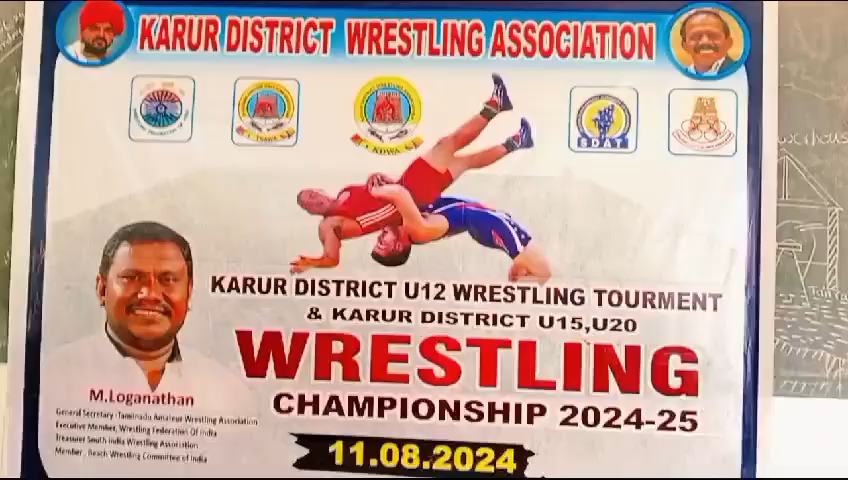 KARUR DISTRICT WRESTLING ASSOCIATION
KDWA
SDAT
KARUR DISTRICT U12 WRESTLING TOURMENT
& KARUR DISTRICT U15,U20
WRESTLING
CHAMPIONSHIP 2024-25
11.08.2024
M.Loganathan
General Secretary -Tamilnadu Amateur Wrestling Association
Executive Member, Wrestling Federation Of India
Treasurer South India Wrestling Association
Member , Beach Wrestling Committee of India